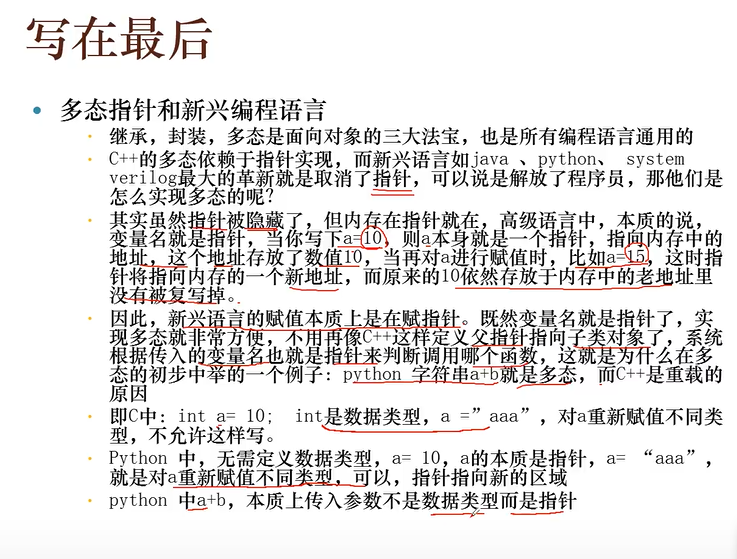 写在最后
• 多态指针和新兴编程语言
• 继承，封装，多态是面向对象的三大法宝，也是所有编程语言通用的
• C++的多态依赖于指针实现，而新兴语言如java 、python、 system
verilog最大的革新就是取消了指针，可以说是解放了程序员，那他们是
怎么实现多态的呢？
• 其实虽然指针被隐藏了，但内存在指针就在，高级语言中，本质的说，
变量名就是指针，当你写下a=10，则a本身就是一个指针，指向内存中的
地址，这个地址存放了数值10，当再对a进行赋值时，比如a=15，这时指
针将指向内存的一个新地址，而原来的10依然存放于内存中的老地址里
没有被复写掉。
• 因此，新兴语言的赋值本质上是在赋指针。既然变量名就是指针了，实
现多态就非常方便，不用再像C++这样定义父指针指向子类对象了，系统
根据传入的变量名也就是指针来判断调用哪个函数，这就是为什么在多
态的初步中举的一个例子：python 字符串a+b就是多态，而C++是重载的
原因
• 即C中：int a= 10;  int是数据类型，a =”aaa”，对a重新赋值不同类
型，不允许这样写。
• Python 中，无需定义数据类型，a= 10，a的本质是指针，a= “aaa”，
就是对a重新赋值不同类型，可以，指针指向新的区域
• python 中a+b，本质上传入参数不是数据类型而是指针